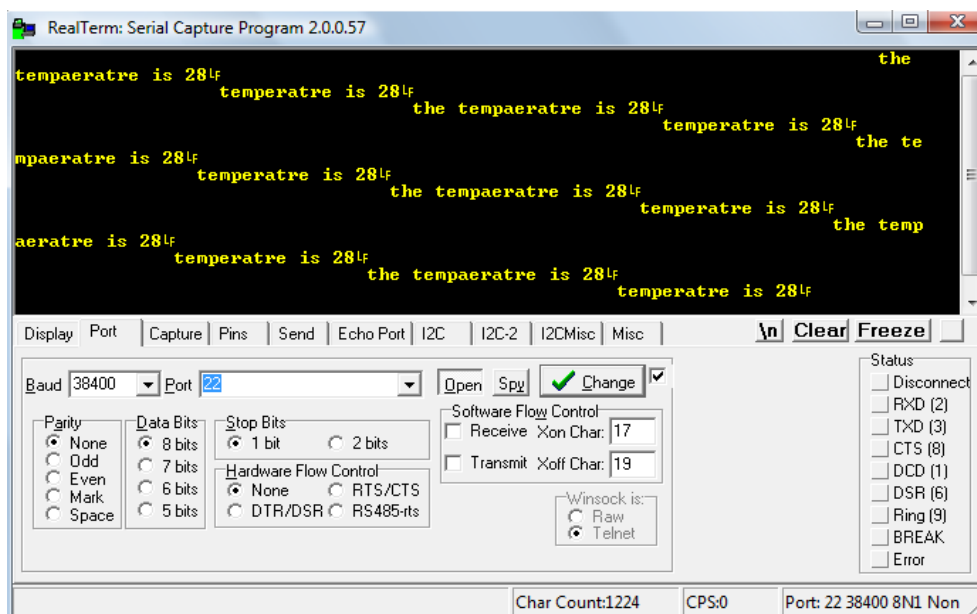 RealTerm: Serial Capture Program 2.0.0.57
the
tempaeratre is 28LF
temperatre is 28LF
the tempaeratre is 28LF
temperatre is 28LF
the te
mpaeratre is 28LF
temperatre is 28LF
the tempaeratre is 28LF
temperatre is 28LF
the temp
aeratre is 28LF
temperatre is 28LF
the tempaeratre is 28LF
temperatre is 28LF
Display Port Capture Pins Send Echo Port I2C I2C-2 I2CMisc Misc \n Clear Freeze
Baud 38400 Port 22 Open Spy Change
Parity
None
Odd
Even
Mark
Space
Data Bits
8 bits
7 bits
6 bits
5 bits
Stop Bits
1 bit 2 bits
Hardware Flow Control
None RTS/CTS
DTR/DSR RS485-rts
Software Flow Control
Receive Xon Char: 17
Transmit Xoff Char: 19
Winsock is:
Raw
Telnet
Status
Disconnect
RXD (2)
TXD (3)
CTS (8)
DCD (1)
DSR (6)
Ring (9)
BREAK
Error
Char Count:1224 CPS:0 Port: 22 38400 8N1 Non